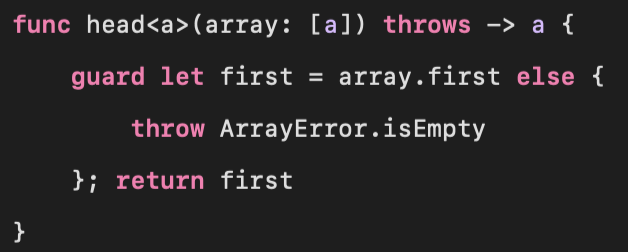 func head<a>(array: [a]) throws -> a {
guard let first = array.first else {
throw ArrayError.isEmpty
}; return first
}